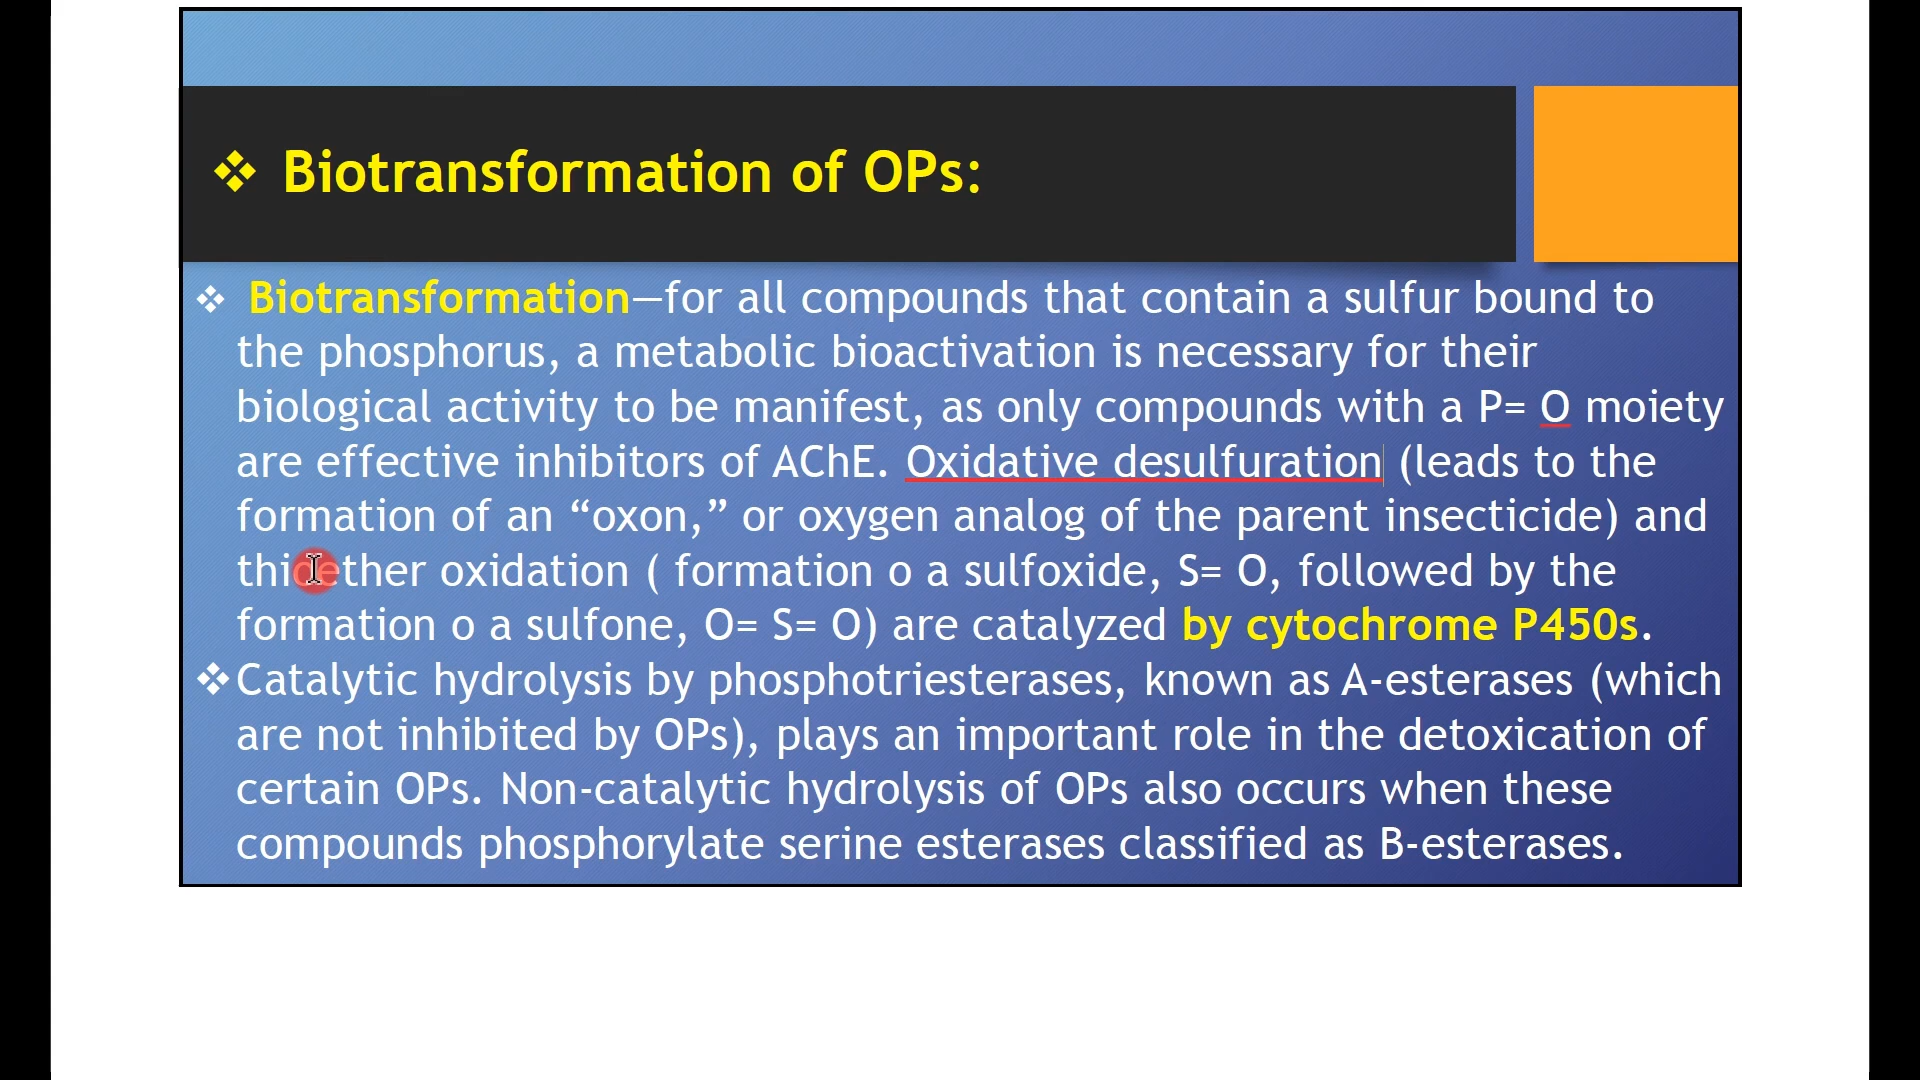 ❖ Biotransformation of OPs:
❖ Biotransformation—for all compounds that contain a sulfur bound to
the phosphorus, a metabolic bioactivation is necessary for their
biological activity to be manifest, as only compounds with a P= O moiety
are effective inhibitors of AChE. Oxidative desulfuration (leads to the
formation of an “oxon,” or oxygen analog of the parent insecticide) and
thioether oxidation ( formation o a sulfoxide, S= O, followed by the
formation o a sulfone, O= S= O) are catalyzed by cytochrome P450s.
❖Catalytic hydrolysis by phosphotriesterases, known as A-esterases (which
are not inhibited by OPs), plays an important role in the detoxication of
certain OPs. Non-catalytic hydrolysis of OPs also occurs when these
compounds phosphorylate serine esterases classified as B-esterases.